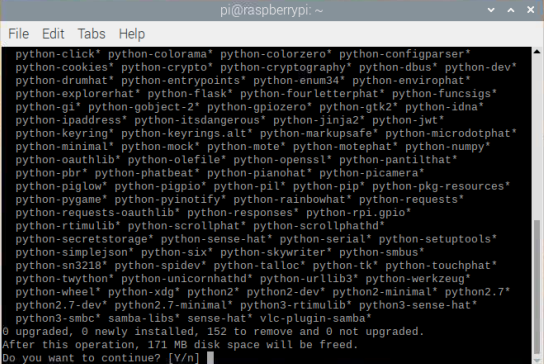 pi@raspberrypi: ~
File Edit Tabs Help
python-click* python-colorama* python-colorzero* python-configparser*
python-cookies* python-crypto* python-cryptography* python-dbus* python-dev*
python-drumhat* python-entrypoints* python-enum34* python-envirophat*
python-explorerhat* python-flask* python-fourletterphat* python-funcsigs*
python-gi* python-gobject-2* python-gpiozero* python-gtk2* python-idna*
python-ipaddress* python-itsdangerous* python-jinja2* python-jwt*
python-keyring* python-keyrings.alt* python-markupsafe* python-microdotphat*
python-minimal* python-mock* python-mote* python-motephat* python-numpy*
python-oauthlib* python-olefile* python-openssl* python-pantilthat*
python-pbr* python-phatbeat* python-pianohat* python-picamera*
python-piglow* python-pigpio* python-pil* python-pip* python-pkg-resources*
python-pygame* python-pyinotify* python-rainbowhat* python-requests*
python-requests-oauthlib* python-responses* python-rpi.gpio*
python-rtimulib* python-scrollphat* python-scrollphathd*
python-secretstorage* python-sense-hat* python-serial* python-setuptools*
python-simplejson* python-six* python-skywriter* python-smbus*
python-sn3218* python-spidev* python-talloc* python-tk* python-touchphat*
python-twython* python-unicornhathd* python-urllib3* python-werkzeug*
python-wheel* python-xdg* python2* python2-dev* python2-minimal* python2.7*
python2.7-dev* python2.7-minimal* python3-rtimulib* python3-sense-hat*
python3-smbc* samba-libs* sense-hat* vlc-plugin-samba*
0 upgraded, 0 newly installed, 152 to remove and 0 not upgraded.
After this operation, 171 MB disk space will be freed.
Do you want to continue? [Y/n]